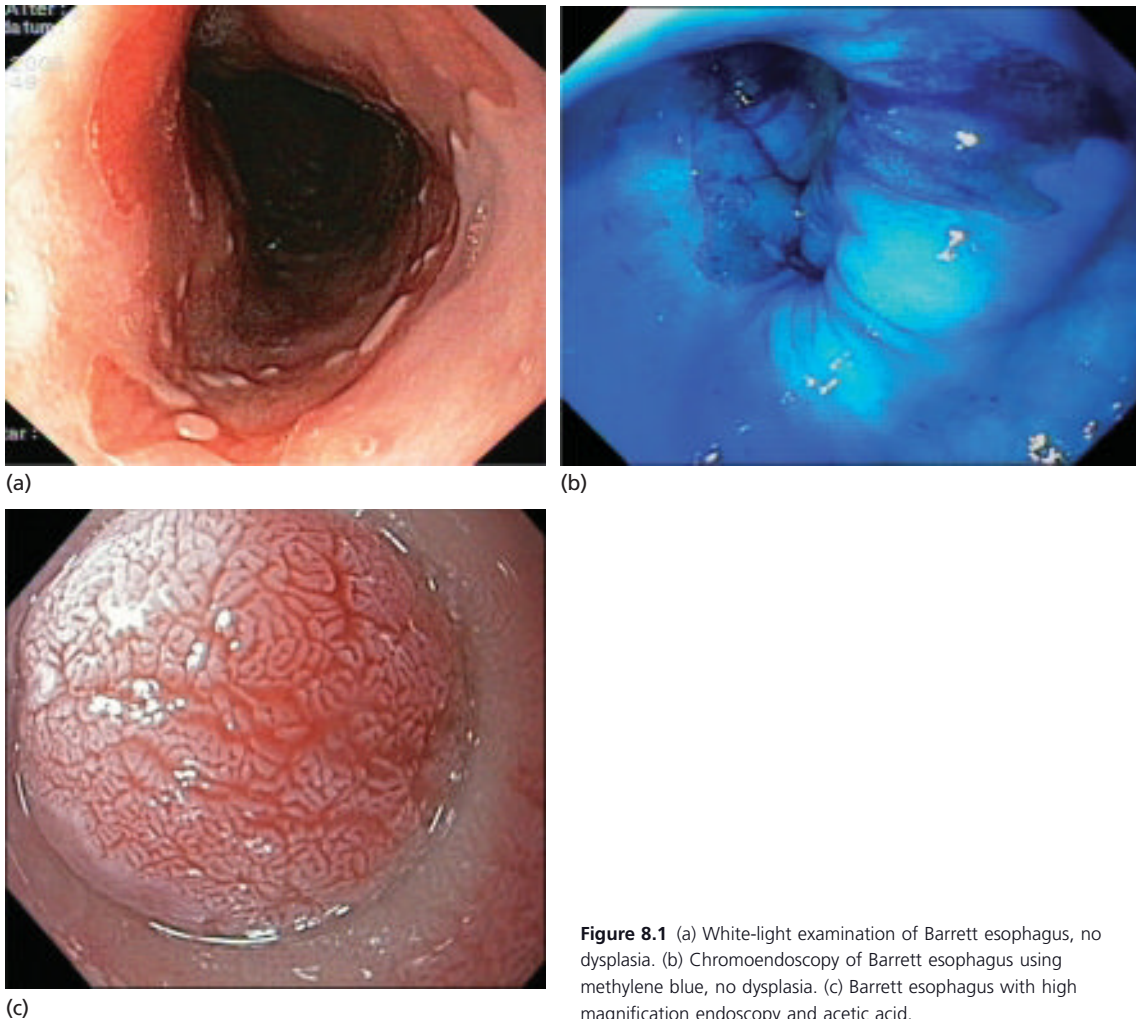 (a)
(b)
(c)
Figure 8.1 (a) White-light examination of Barrett esophagus, no
dysplasia. (b) Chromoendoscopy of Barrett esophagus using
methylene blue, no dysplasia. (c) Barrett esophagus with high
magnification endoscopy and acetic acid.